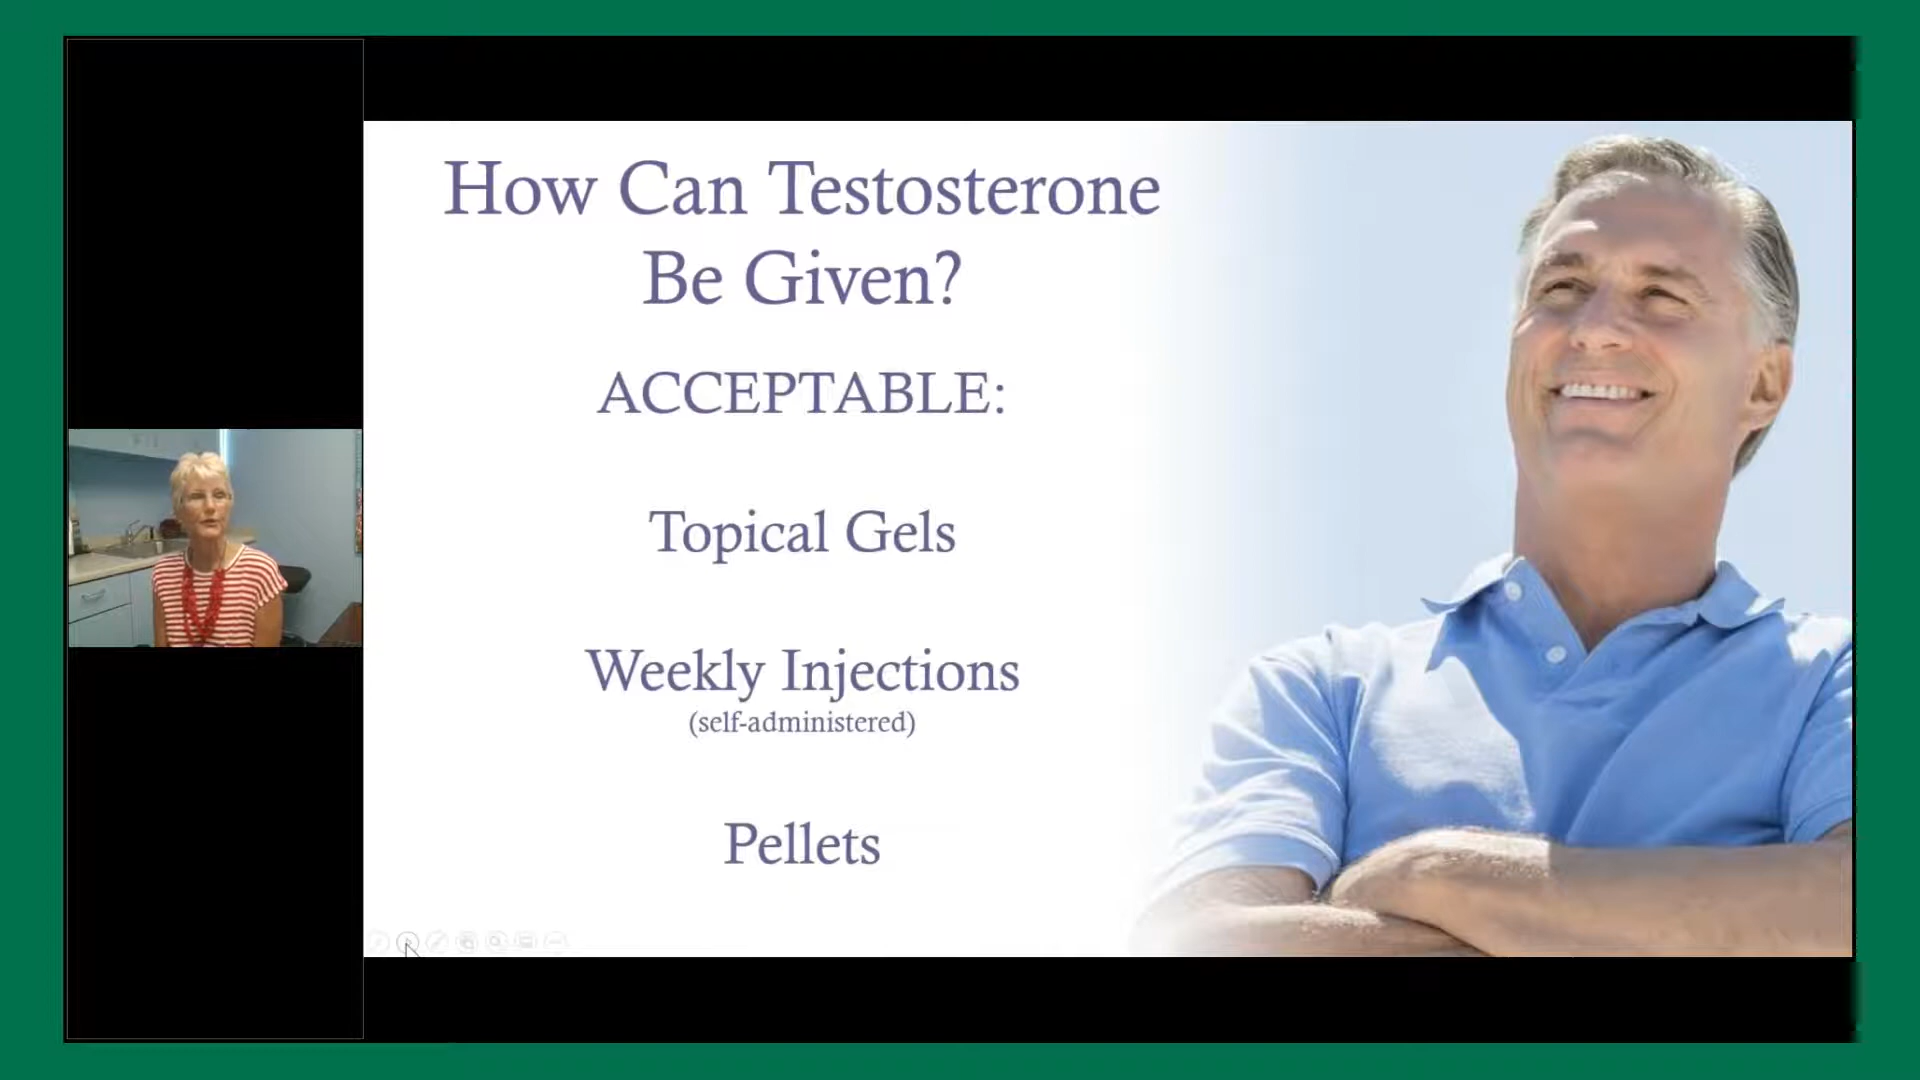 How Can Testosterone
Be Given?
ACCEPTABLE:
Topical Gels
Weekly Injections
(self-administered)
Pellets